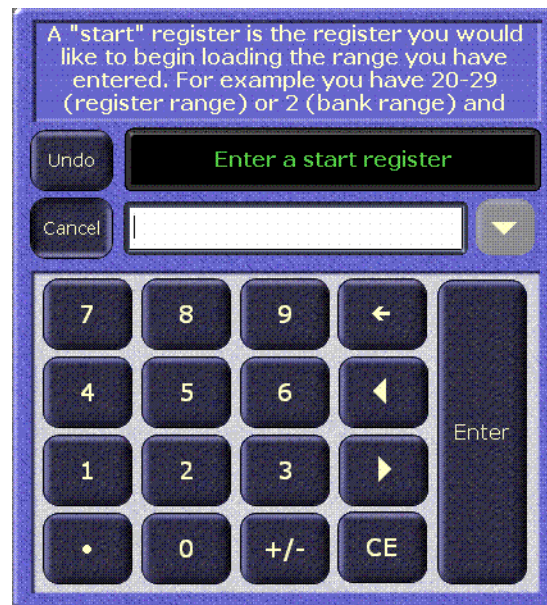 A "start" register is the register you would
like to begin loading the range you have
entered. For example you have 20-29
(register range) or 2 (bank range) and
Undo
Enter a start register
Cancel
7 8 9
4 5 6
Enter
1 2 3
• 0 +/- CE